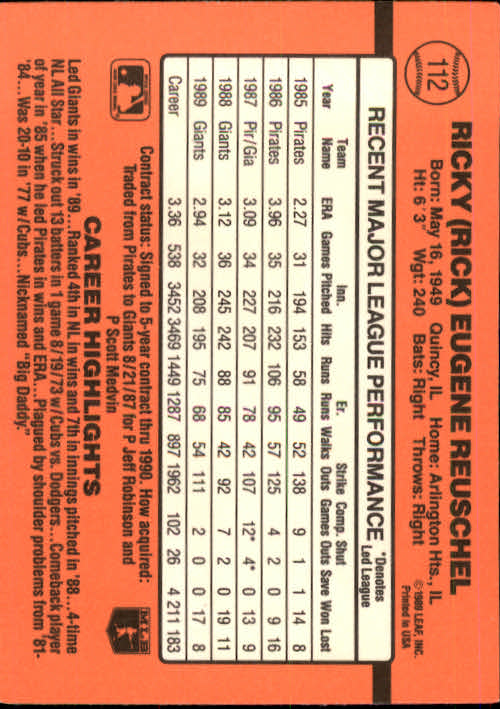 112
RICKY (RICK) EUGENE REUSCHEL
Born: May 16, 1949 Quincy, IL Home: Arlington Hts., IL
Ht: 6' 3" Wgt: 240 Bats: Right Throws: Right
©1989 LEAF, INC.
Printed in USA
RECENT MAJOR LEAGUE PERFORMANCE
*Denotes
Led League
Team Inn. Er. Strike Comp. Shut
Year Name ERA Games Pitched Hits Runs Runs Walks Outs Games Outs Save Won Lost
1985 Pirates 2.27 31 194 153 58 49 52 138 9 1 1 14 8
1986 Pirates 3.96 35 216 232 106 95 57 125 4 2 0 9 16
1987 Pir/Gia 3.09 34 227 207 91 78 42 107 12* 4* 0 13 9
1988 Giants 3.12 36 245 242 88 85 42 92 7 2 0 19 11
1989 Giants 2.94 32 208 195 75 68 54 111 2 0 0 17 8
Career 3.36 538 3452 3469 1449 1287 897 1962 102 26 4 211 183
Contract status: Signed to 5-year contract thru 1990. How acquired:
Traded from Pirates to Giants 8/21/87 for P Jeff Robinson and
P Scott Medvin
MLB
CAREER HIGHLIGHTS
Led Giants in wins in '89... Ranked 4th in NL in wins and 7th in innings pitched in '88... 4-time
NL All Star... Struck out 13 batters in 1 game 8/19/73 w/Cubs vs. Dodgers... Comeback player
of year in '85 when he led Pirates in wins and ERA... Plagued by shoulder problems from '81-
'84... Was 20-10 in '77 w/Cubs... Nicknamed "Big Daddy."